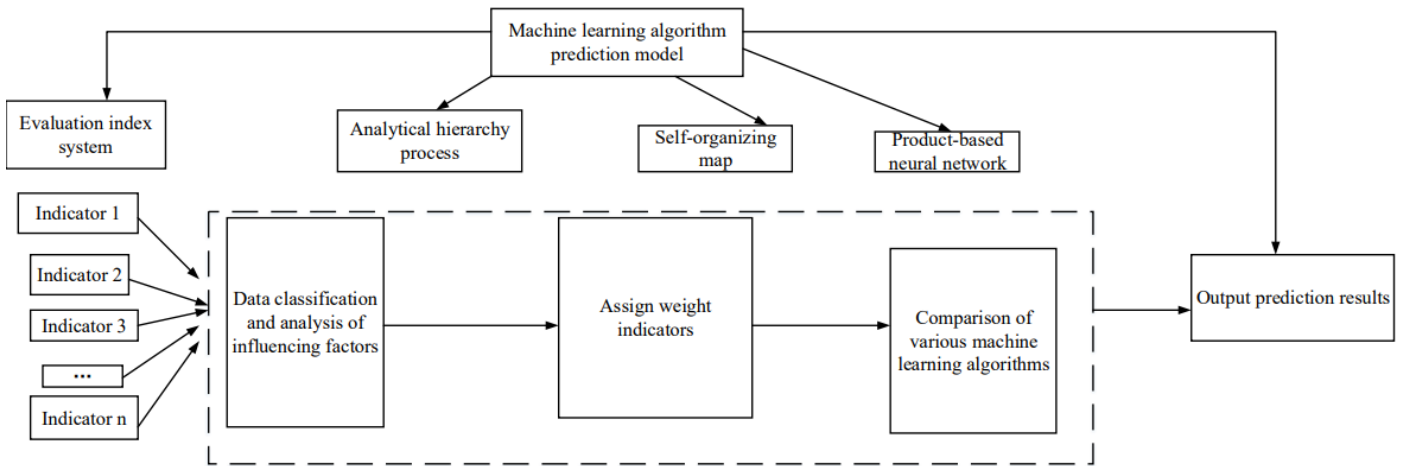 Machine learning algorithm
prediction model
Evaluation index
system
Analytical hierarchy
process
Self-organizing
map
Product-based
neural network
Indicator 1
Indicator 2
Indicator 3
...
Indicator n
Data classification
and analysis of
influencing factors
Assign weight
indicators
Comparison of
various machine
learning algorithms
Output prediction results